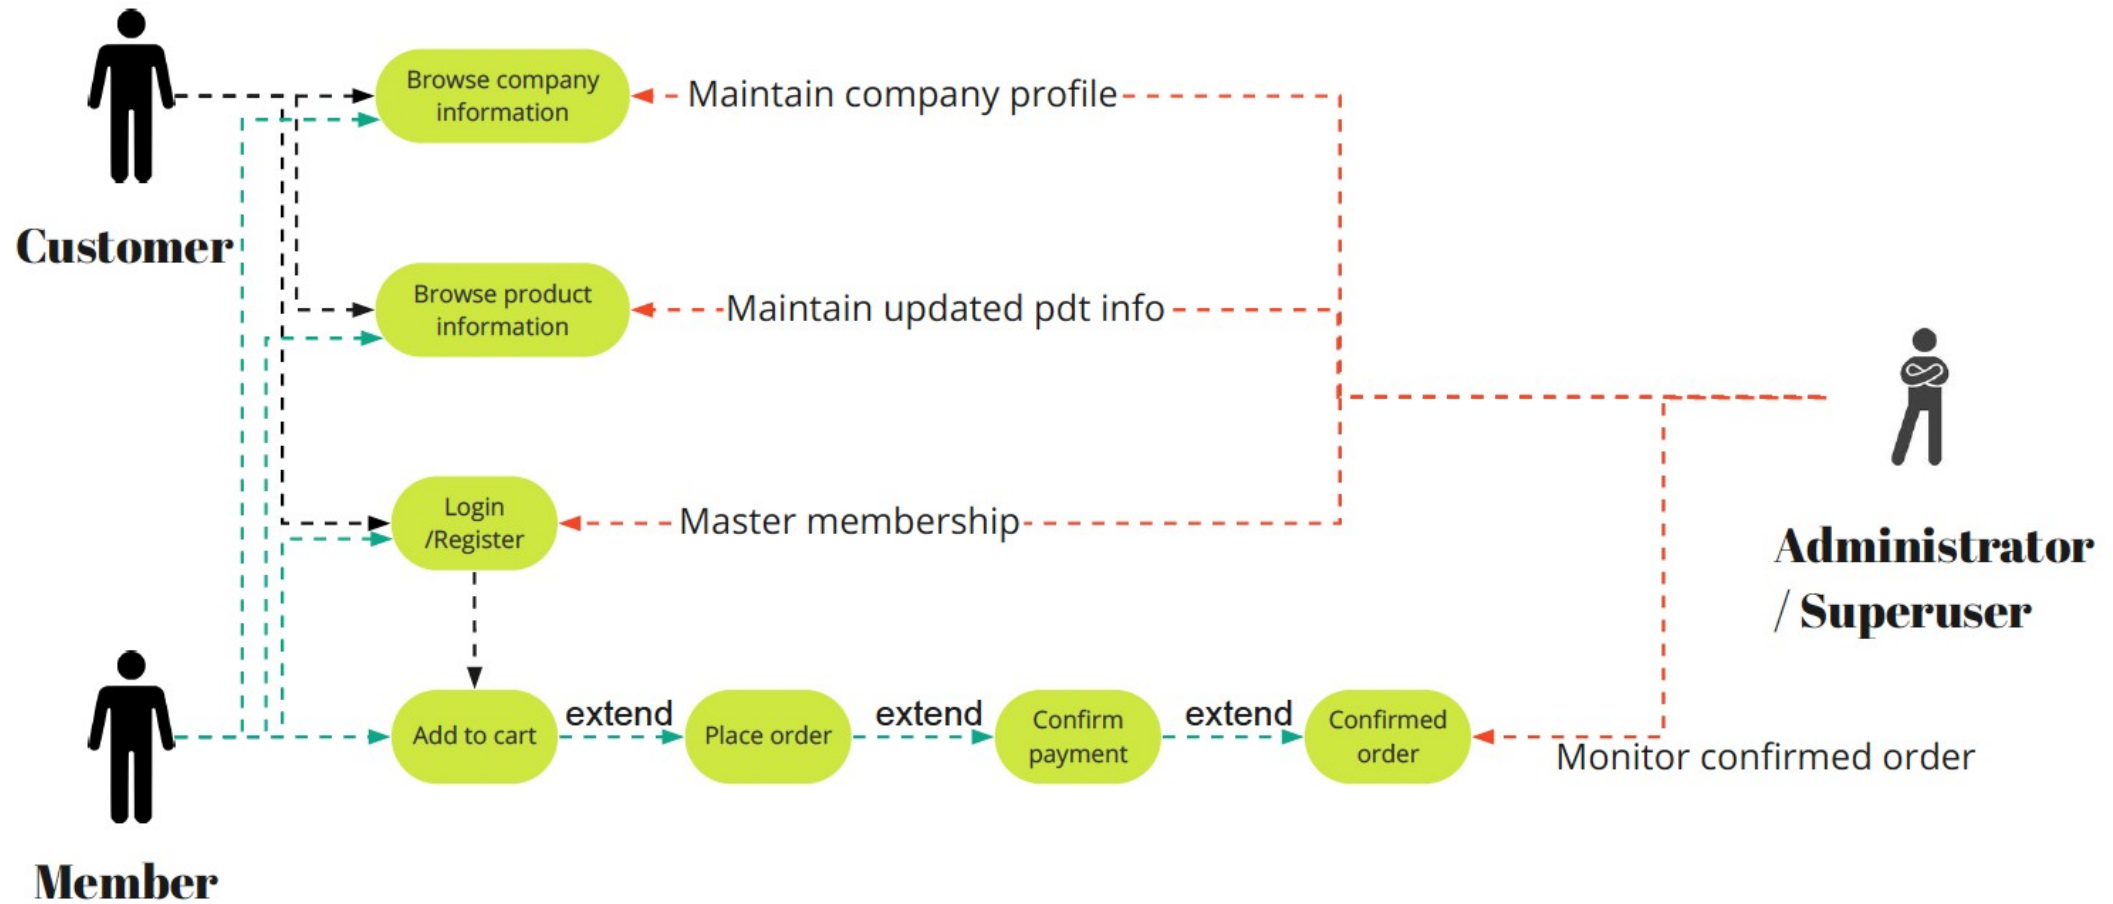 Browse company
information
Maintain company profile
Customer
Browse product
information
Maintain updated pdt info
Login
/Register
Master membership
Administrator
/ Superuser
Add to cart
extend
Place order
extend
Confirm
payment
extend
Confirmed
order
Monitor confirmed order
Member